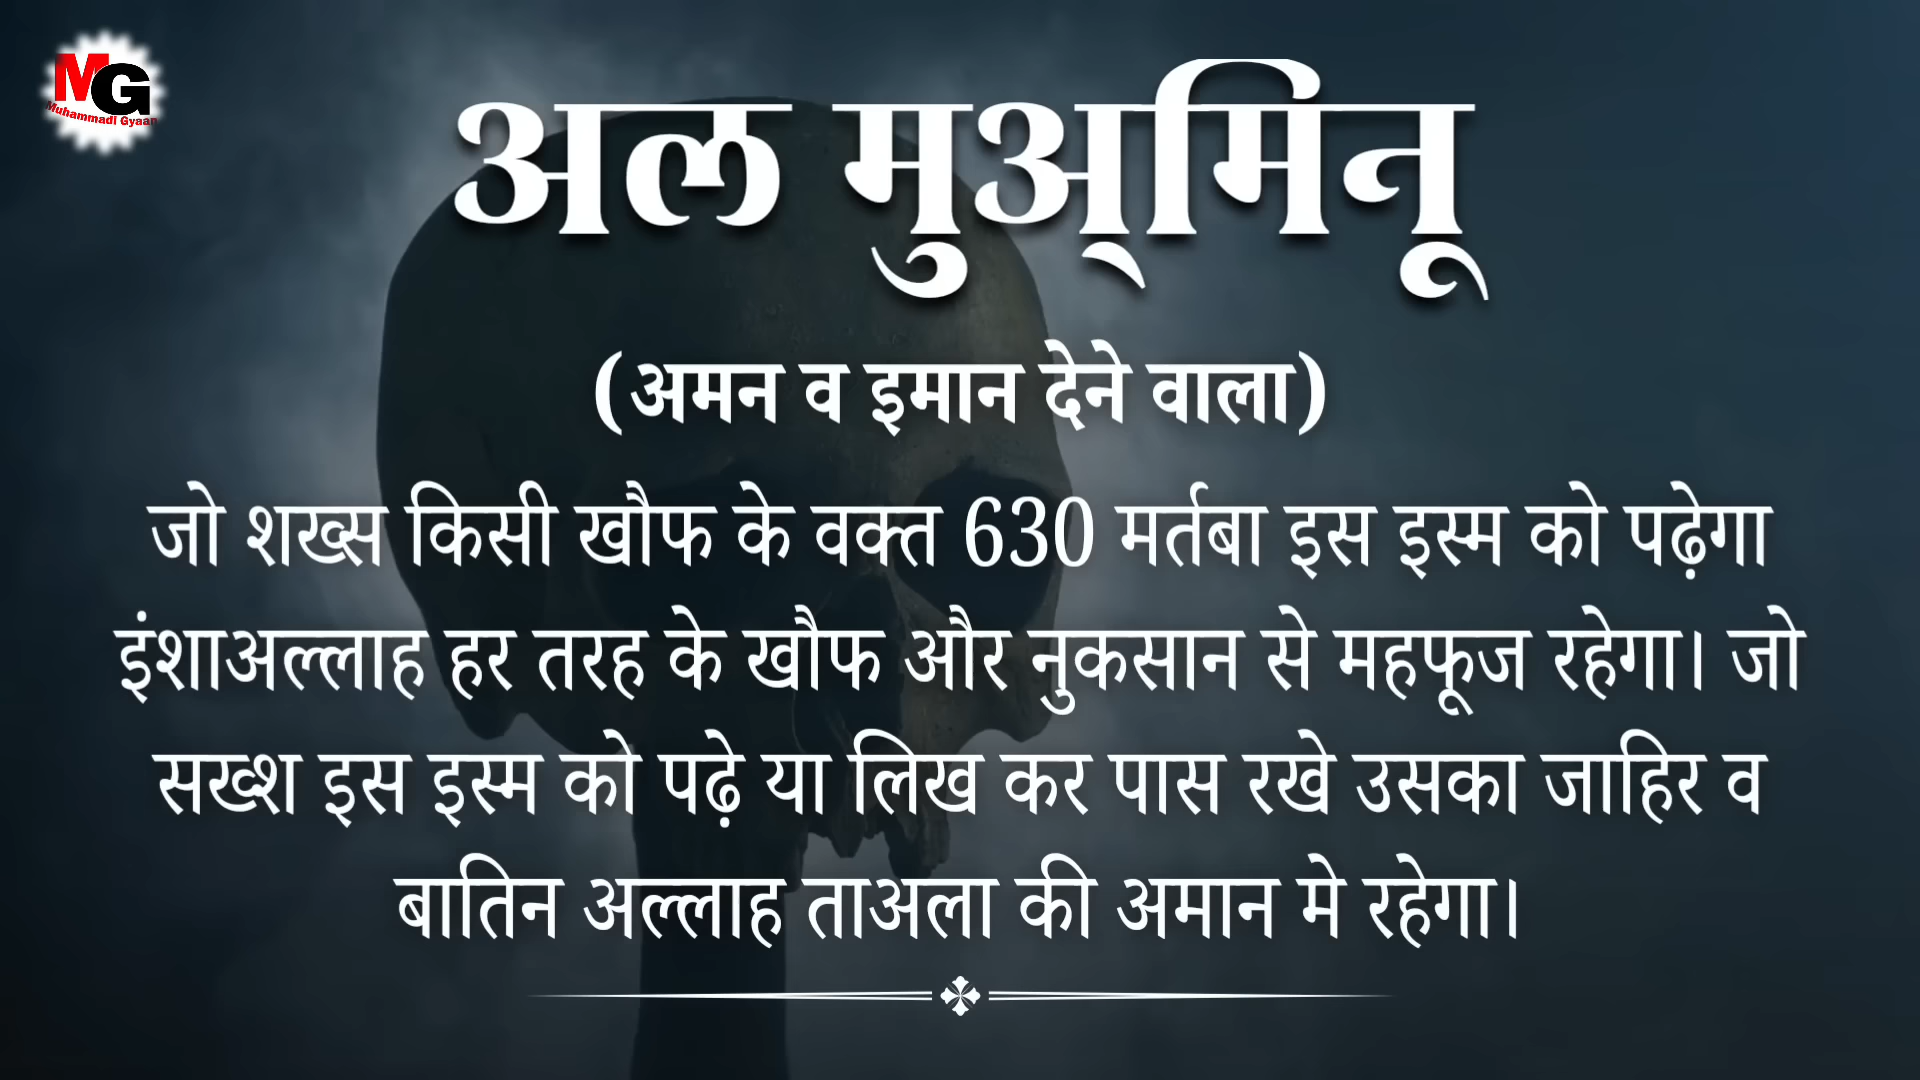 MG
Muhammadi Gyaan
अल मुअ्मिनू
(अमन व इमान देने वाला)
जो शख्स किसी खौफ के वक्त 630 मर्तबा इस इस्म को पढ़ेगा
इंशाअल्लाह हर तरह के खौफ और नुकसान से महफूज रहेगा। जो
सख्श इस इस्म को पढ़े या लिख कर पास रखे उसका जाहिर व
बातिन अल्लाह ताअला की अमान मे रहेगा।